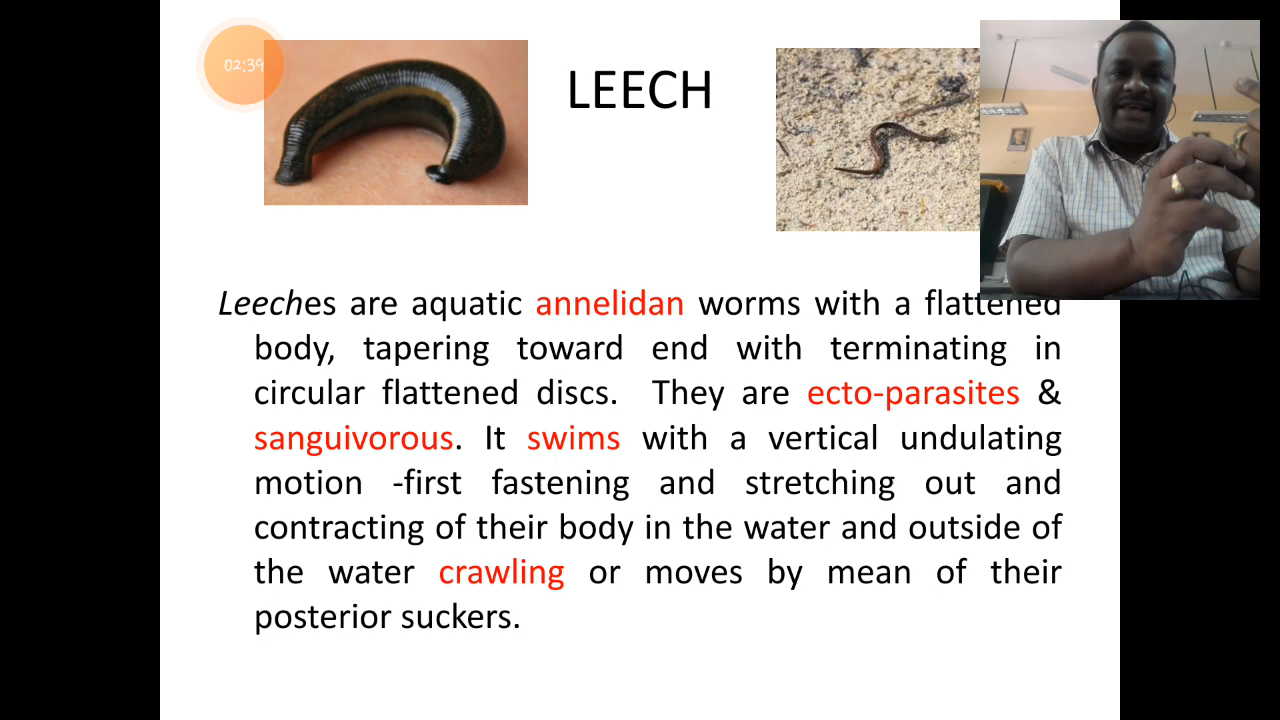 02:39
LEECH
Leeches are aquatic annelidan worms with a flattened
body, tapering toward end with terminating in
circular flattened discs. They are ecto-parasites &
sanguivorous. It swims with a vertical undulating
motion -first fastening and stretching out and
contracting of their body in the water and outside of
the water crawling or moves by mean of their
posterior suckers.